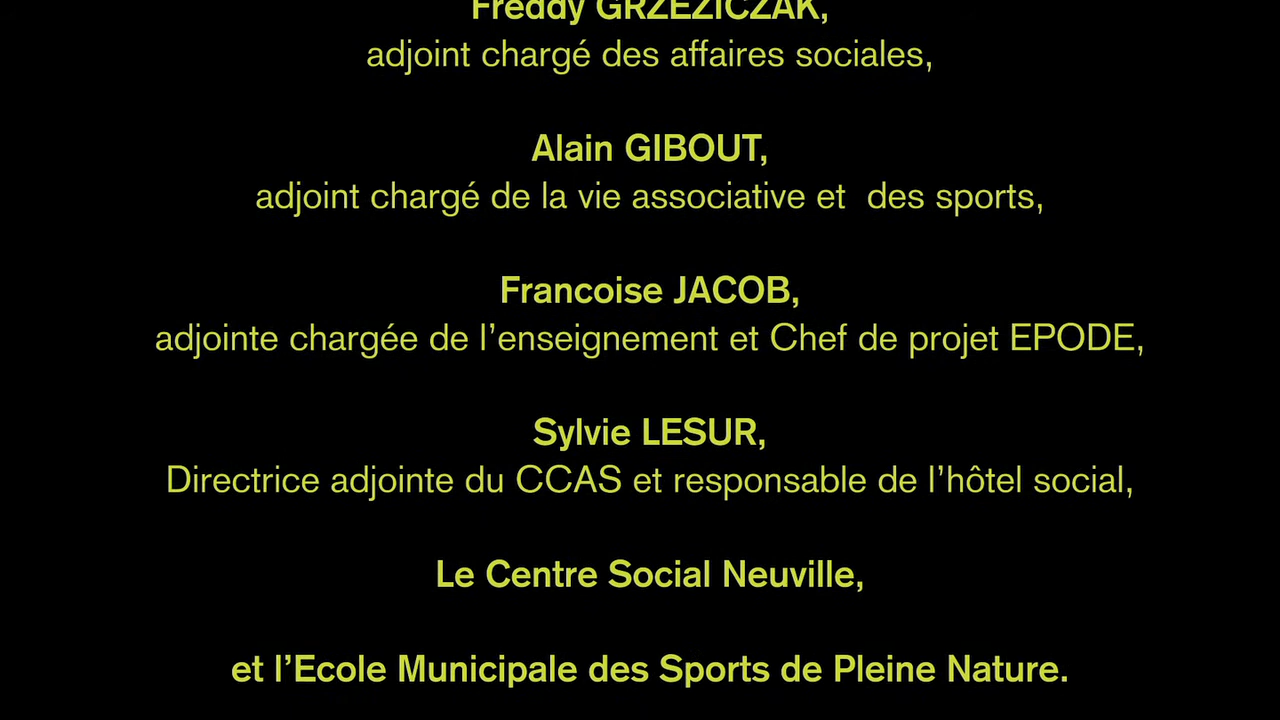 Freddy GRZEZICZAK,
adjoint chargé des affaires sociales,
Alain GIBOUT,
adjoint chargé de la vie associative et  des sports,
Francoise JACOB,
adjointe chargée de l’enseignement et Chef de projet EPODE,
Sylvie LESUR,
Directrice adjointe du CCAS et responsable de l’hôtel social,
Le Centre Social Neuville,
et l’Ecole Municipale des Sports de Pleine Nature.